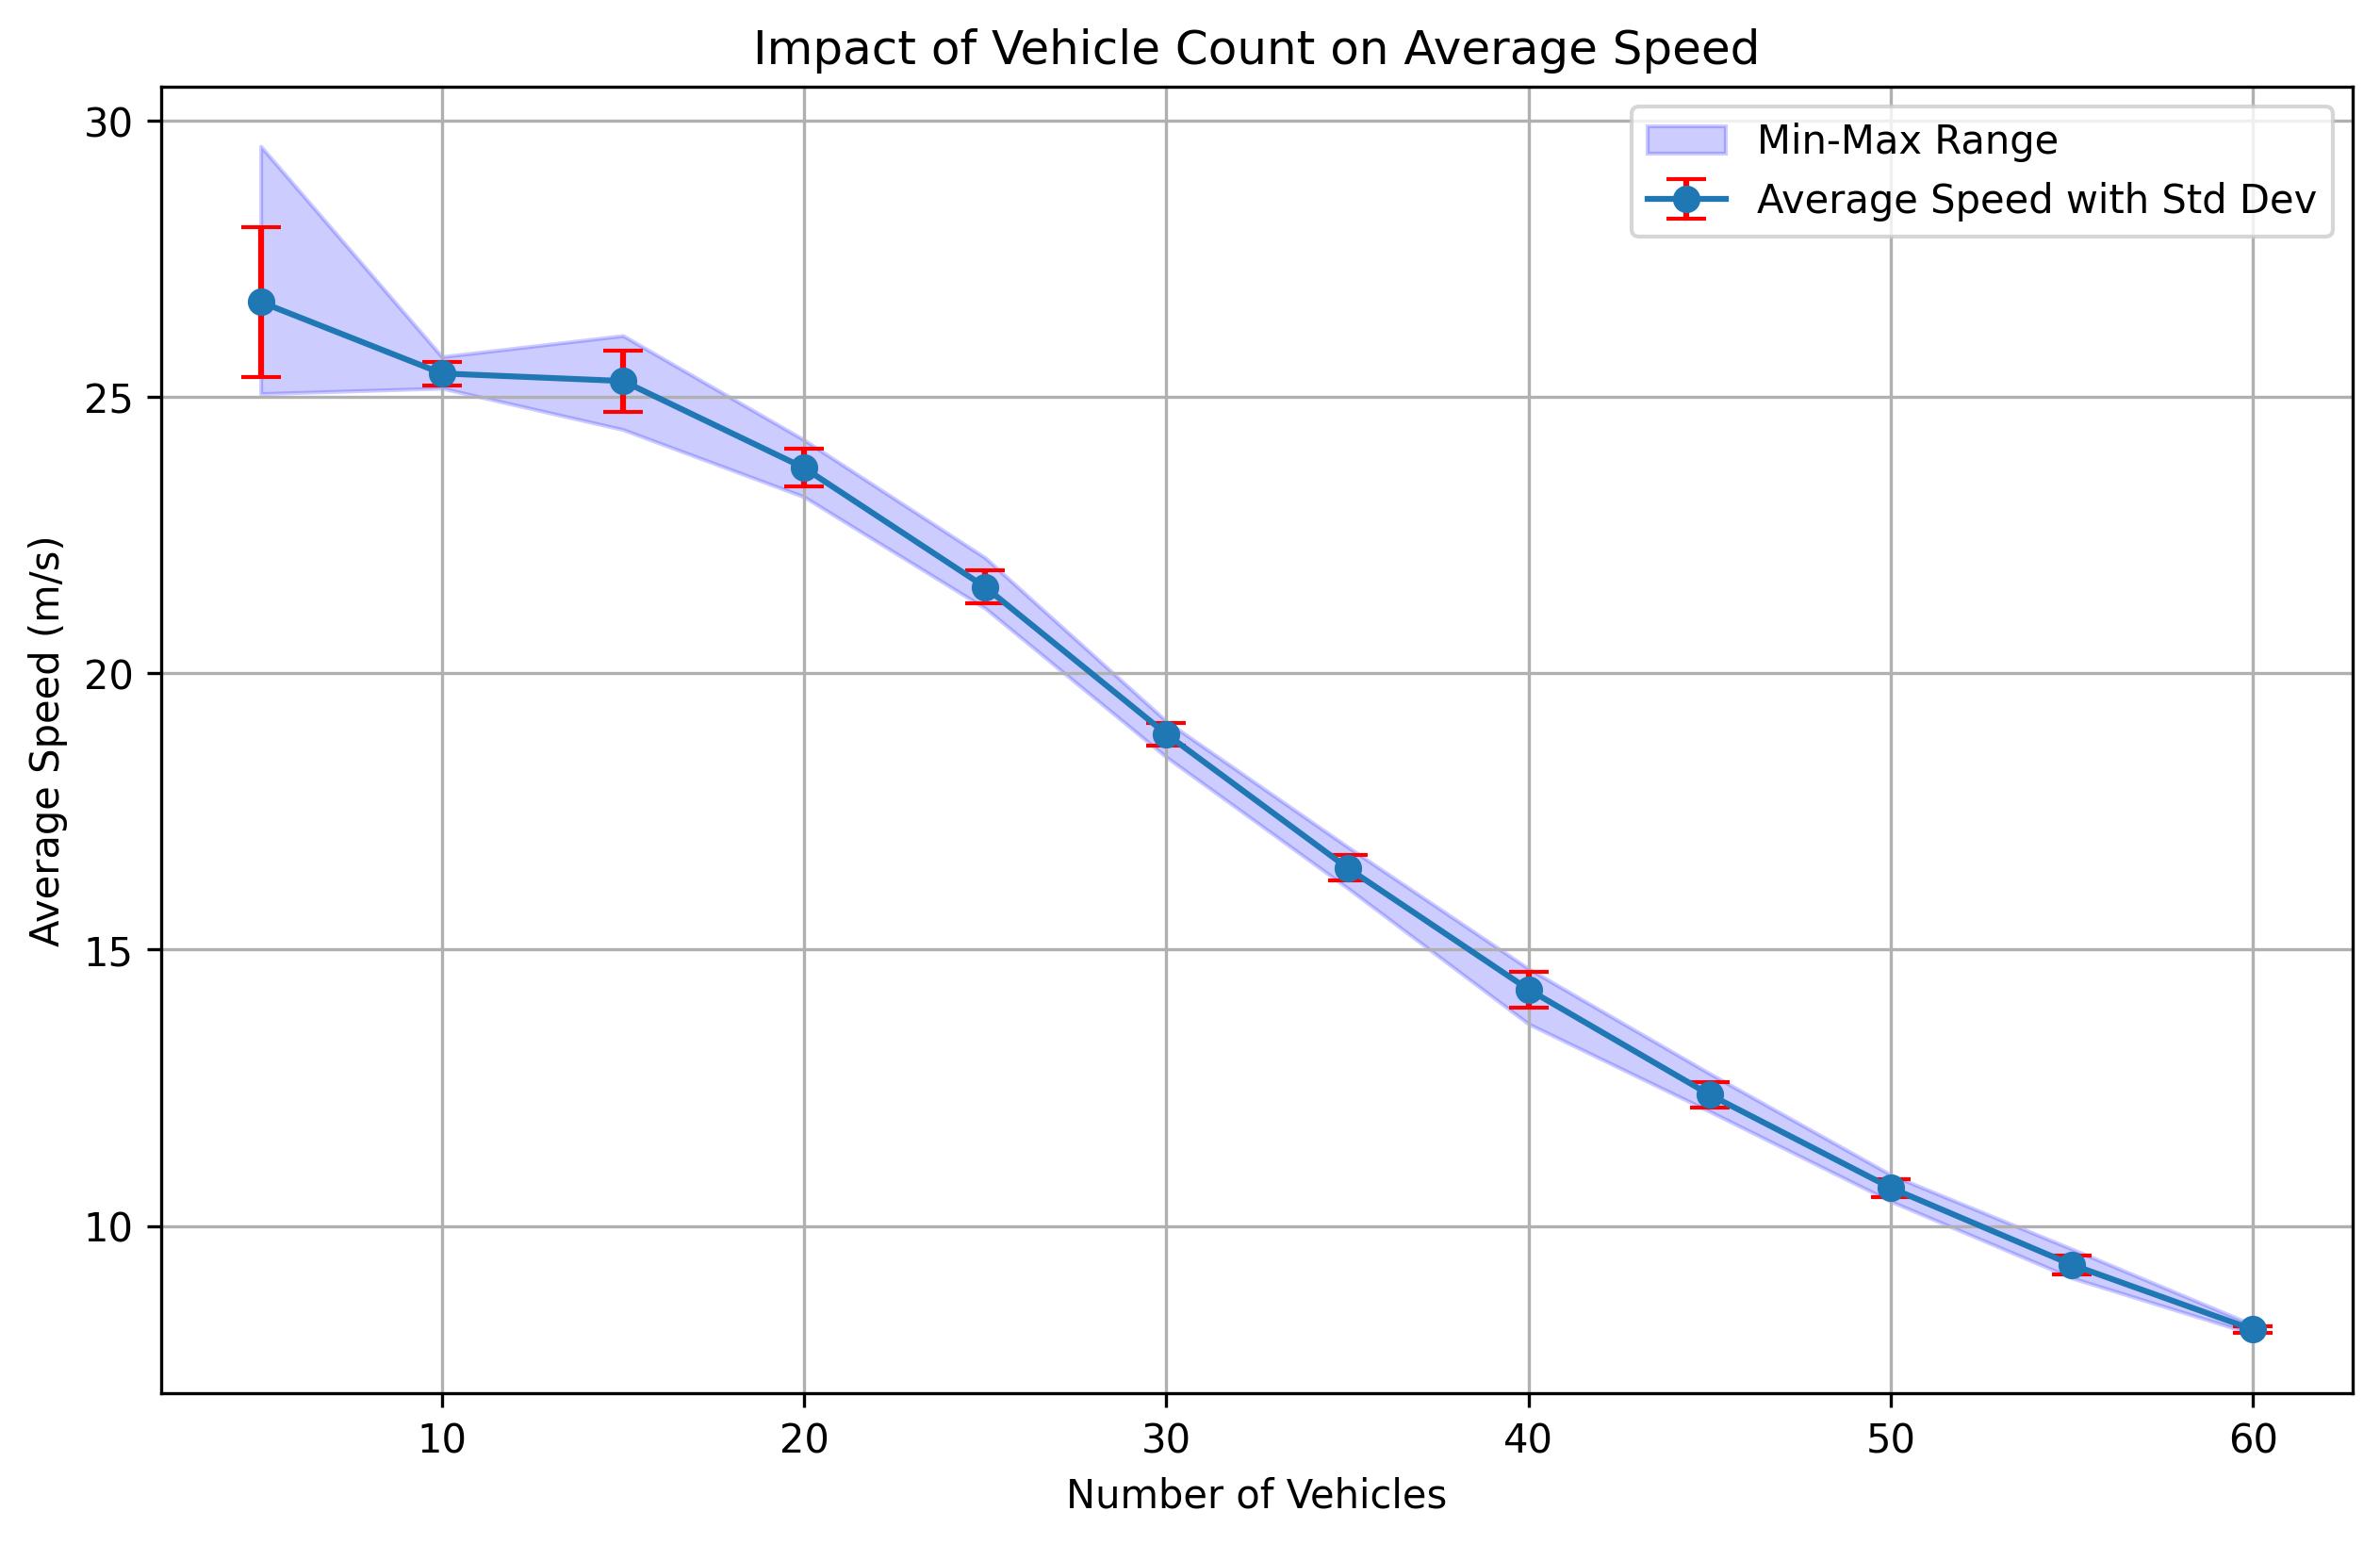 Impact of Vehicle Count on Average Speed
Min-Max Range
Average Speed with Std Dev
Average Speed (m/s)
30
25
20
15
10
10 20 30 40 50 60
Number of Vehicles